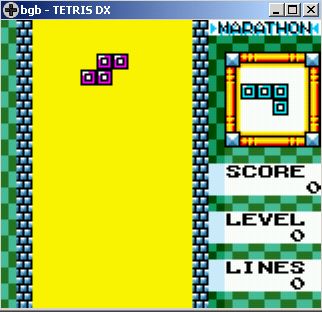 bgb - TETRIS DX
MARATHON
SCORE
0
LEVEL
0
LINES
0